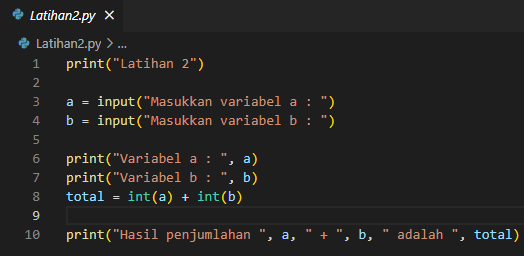 Latihan2.py ×
Latihan2.py > ...
1 print("Latihan 2")
2
3 a = input("Masukkan variabel a : ")
4 b = input("Masukkan variabel b : ")
5
6 print("Variabel a : ", a)
7 print("Variabel b : ", b)
8 total = int(a) + int(b)
9
10 print("Hasil penjumlahan ", a, " + ", b, " adalah ", total)